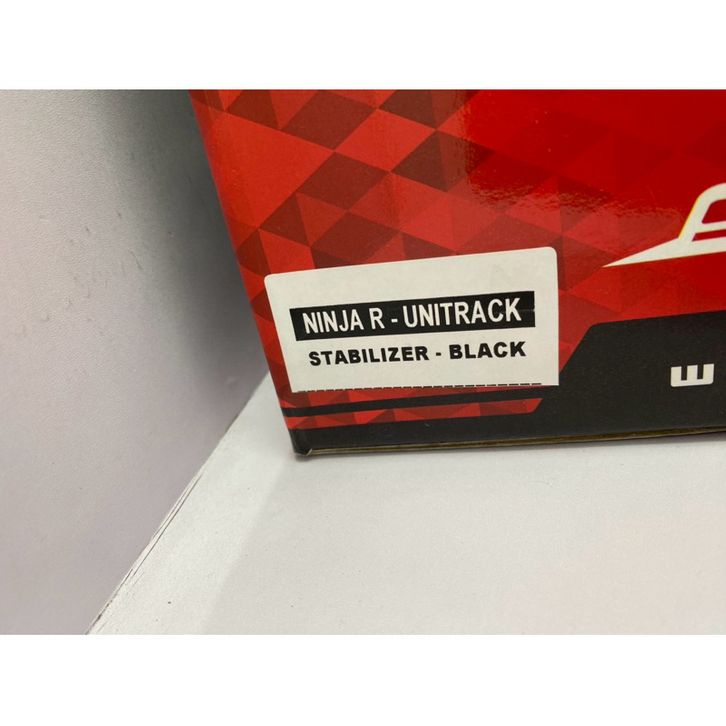 NINJA R - UNITRACK
STABILIZER - BLACK